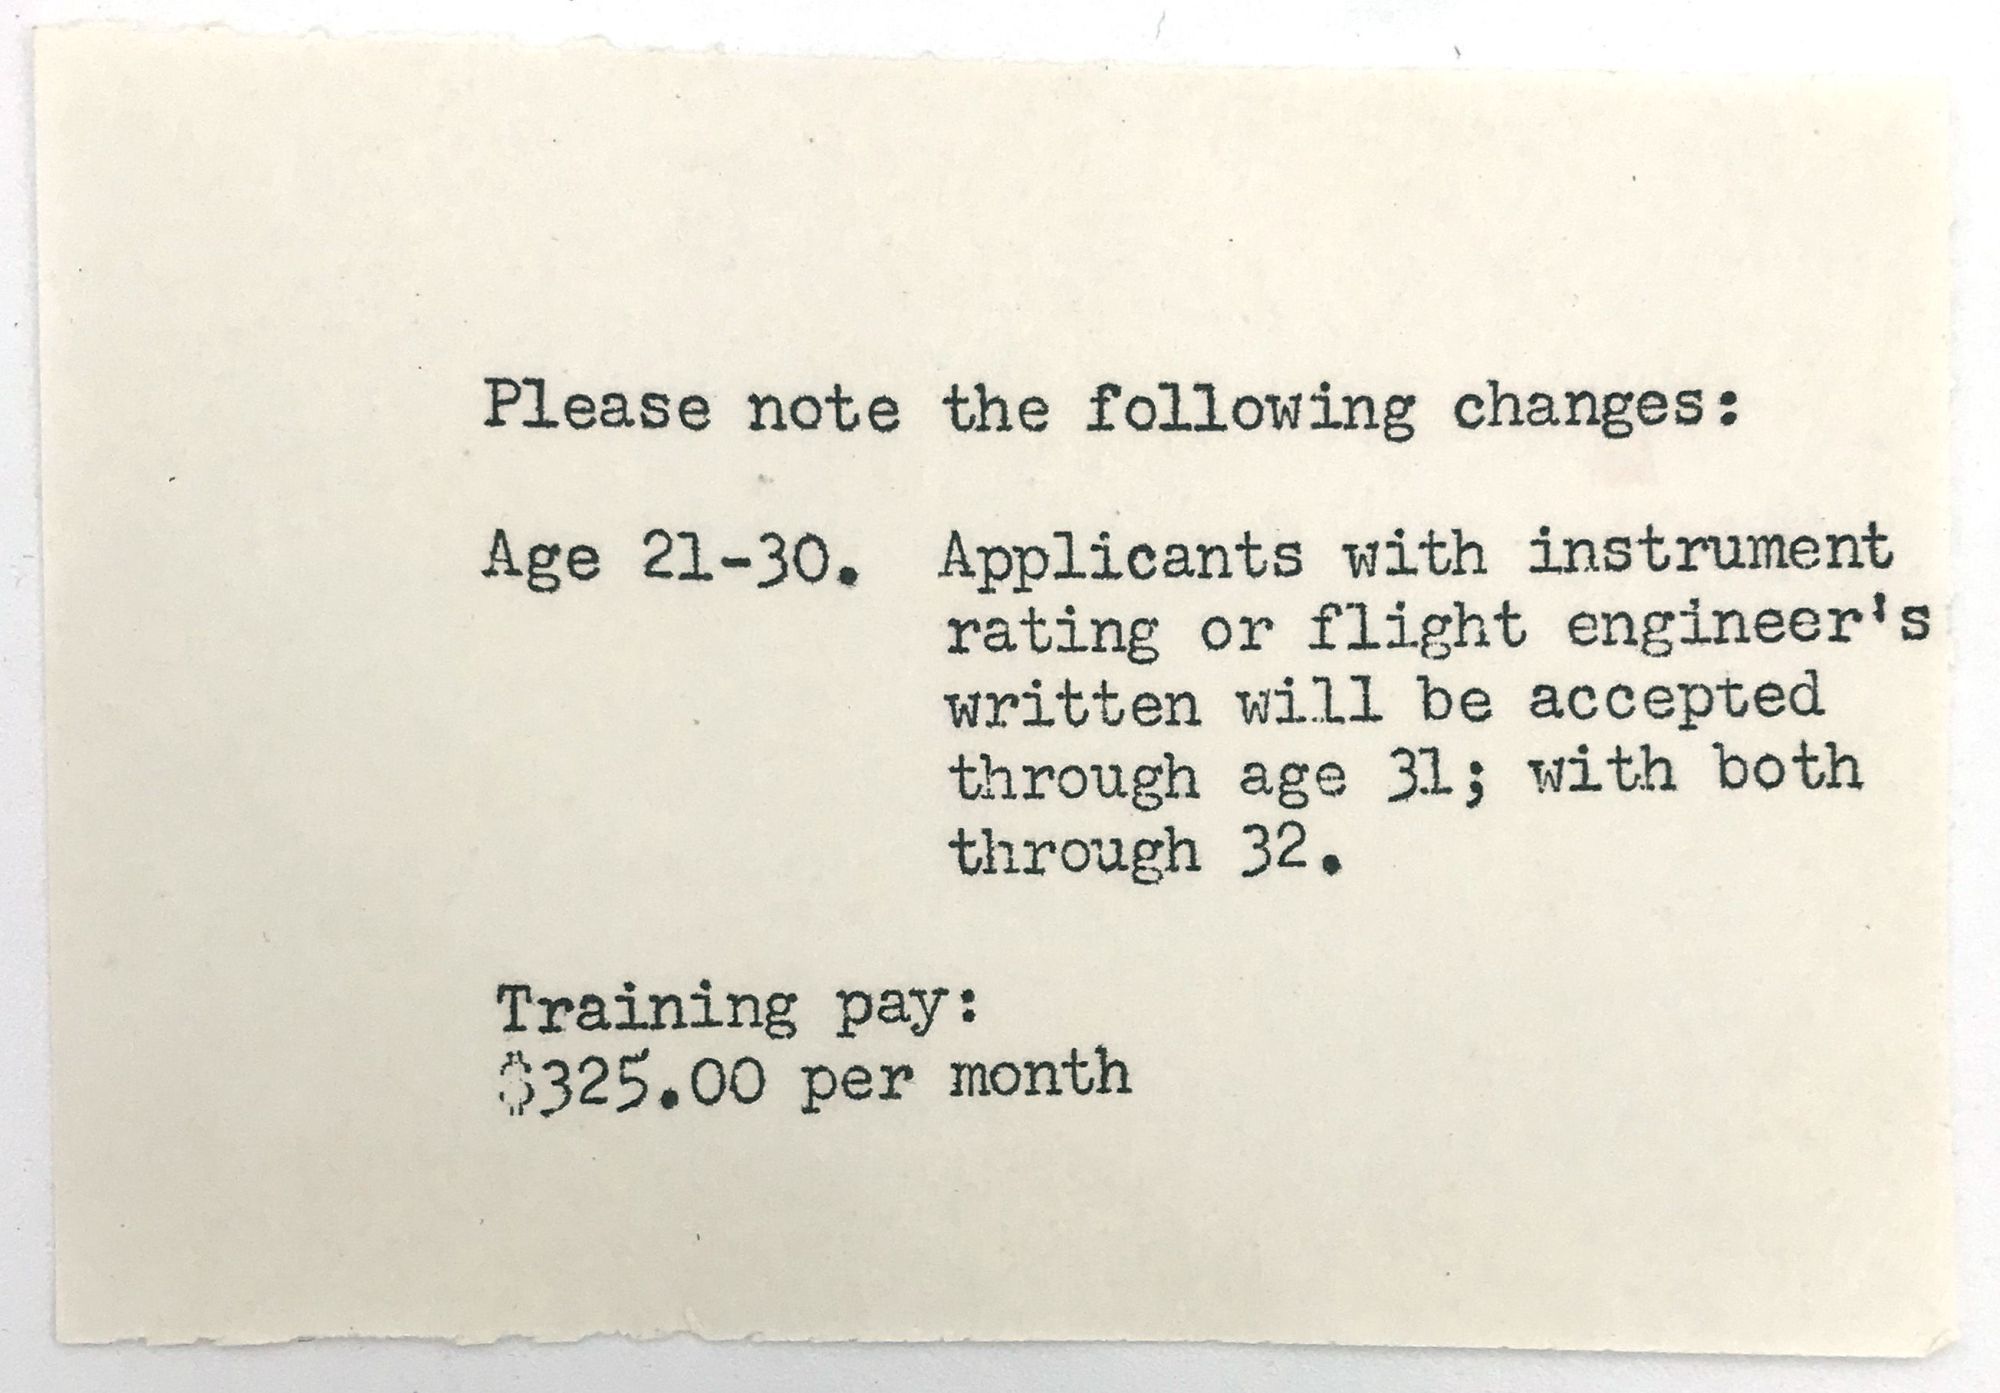 Please note the following changes:
Age 21-30. Applicants with instrument
rating or flight engineer's
written will be accepted
through age 31; with both
through 32.
Training pay:
$325.00 per month